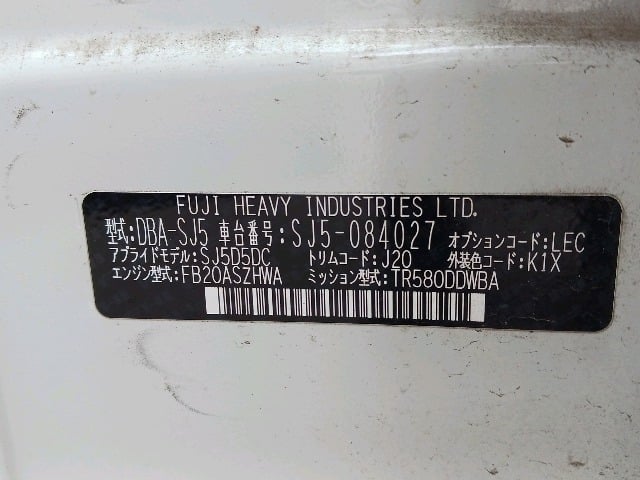 FUJI HEAVY INDUSTRIES LTD.
型式:DBA-SJ5 車台番号:SJ5-084027 オプションコード:LEC
アプライドモデル:SJ5D5DC トリムコード:J20 外装色コード:K1X
エンジン型式:FB20ASZHWA ミッション型式:TR580DDWBA